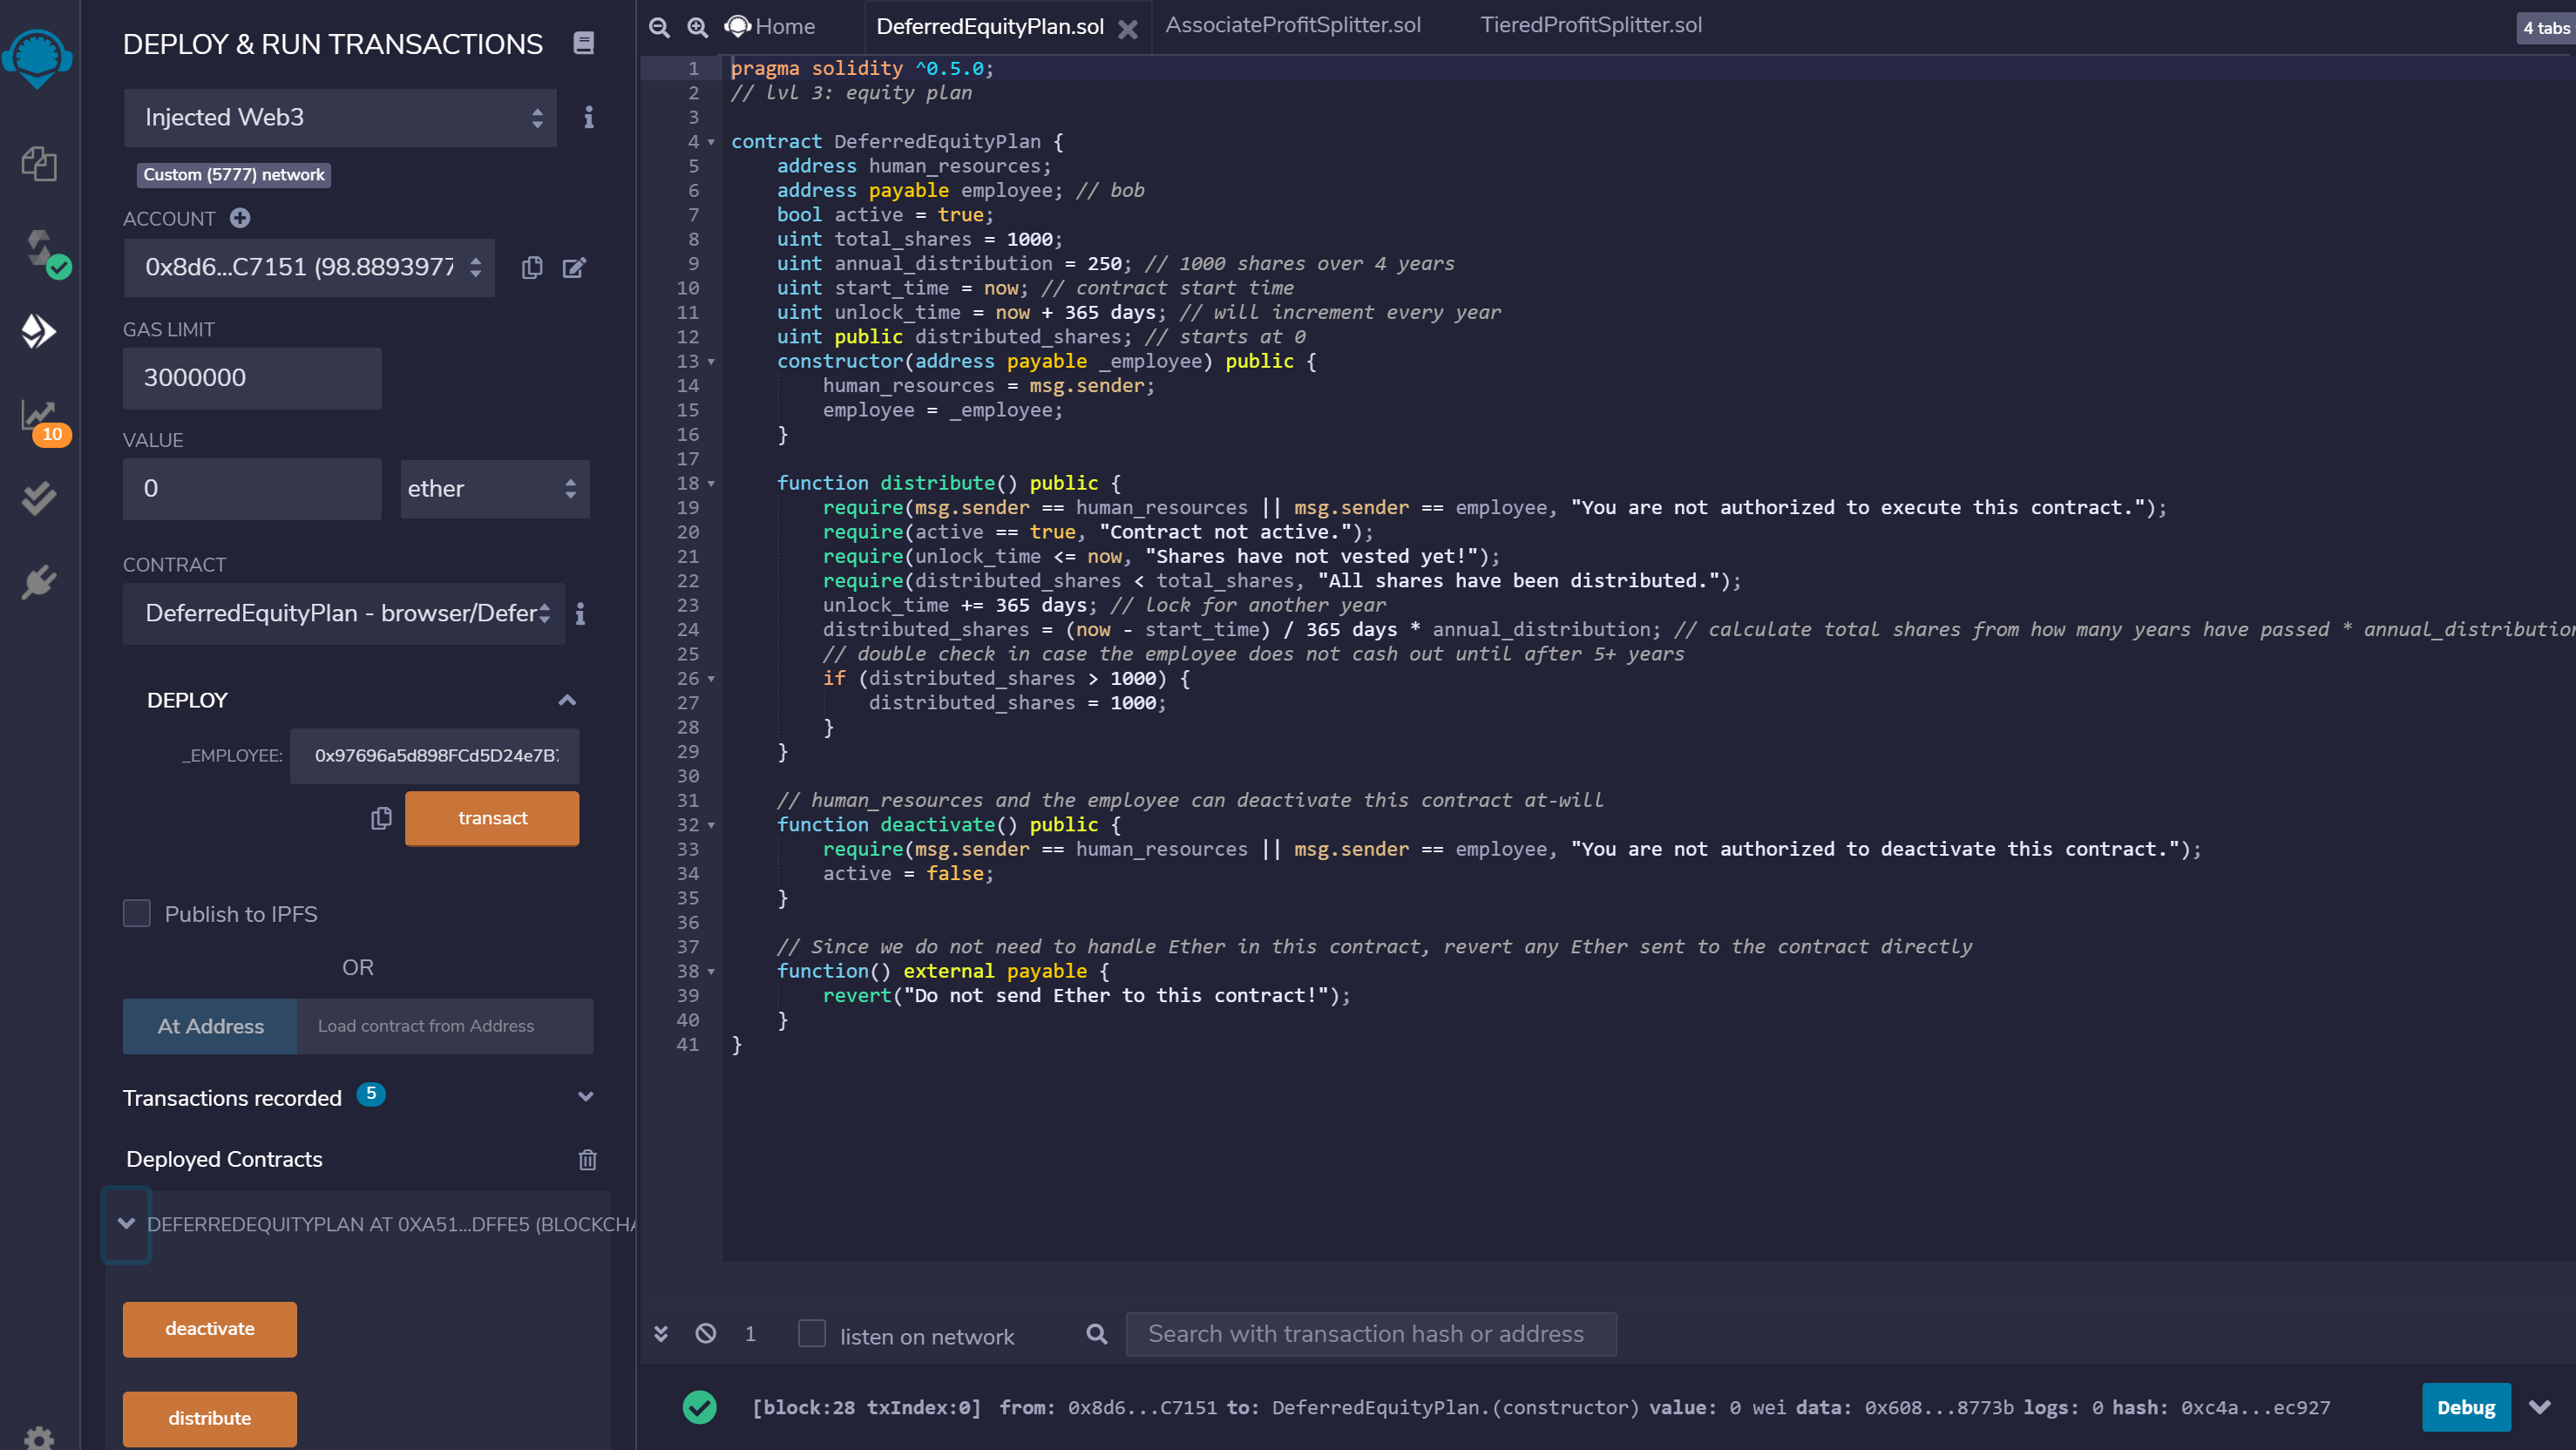 DEPLOY & RUN TRANSACTIONS
Injected Web3
Custom (5777) network
ACCOUNT
0x8d6...C7151 (98.8893977
GAS LIMIT
3000000
VALUE
0
ether
CONTRACT
DeferredEquityPlan - browser/Defer
DEPLOY
_EMPLOYEE:
0x97696a5d898FCd5D24e7B
transact
Publish to IPFS
OR
At Address
Load contract from Address
Transactions recorded 5
Deployed Contracts
DEFERREDEQUITYPLAN AT 0XA51...DFFE5 (BLOCKCHA
deactivate
distribute
10
Home
DeferredEquityPlan.sol
AssociateProfitSplitter.sol
TieredProfitSplitter.sol
4 tabs
1 pragma solidity ^0.5.0;
2 // lvl 3: equity plan
3
4 contract DeferredEquityPlan {
5 address human_resources;
6 address payable employee; // bob
7 bool active = true;
8 uint total_shares = 1000;
9 uint annual_distribution = 250; // 1000 shares over 4 years
10 uint start_time = now; // contract start time
11 uint unlock_time = now + 365 days; // will increment every year
12 uint public distributed_shares; // starts at 0
13 constructor(address payable _employee) public {
14 human_resources = msg.sender;
15 employee = _employee;
16 }
17
18 function distribute() public {
19 require(msg.sender == human_resources || msg.sender == employee, "You are not authorized to execute this contract.");
20 require(active == true, "Contract not active.");
21 require(unlock_time <= now, "Shares have not vested yet!");
22 require(distributed_shares < total_shares, "All shares have been distributed.");
23 unlock_time += 365 days; // lock for another year
24 distributed_shares = (now - start_time) / 365 days * annual_distribution; // calculate total shares from how many years have passed * annual_distribution
25 // double check in case the employee does not cash out until after 5+ years
26 if (distributed_shares > 1000) {
27 distributed_shares = 1000;
28 }
29 }
30
31 // human_resources and the employee can deactivate this contract at-will
32 function deactivate() public {
33 require(msg.sender == human_resources || msg.sender == employee, "You are not authorized to deactivate this contract.");
34 active = false;
35 }
36
37 // Since we do not need to handle Ether in this contract, revert any Ether sent to the contract directly
38 function() external payable {
39 revert("Do not send Ether to this contract!");
40 }
41 }
1
listen on network
Search with transaction hash or address
[block:28 txIndex:0] from: 0x8d6...C7151 to: DeferredEquityPlan.(constructor) value: 0 wei data: 0x608...8773b logs: 0 hash: 0xc4a...ec927
Debug